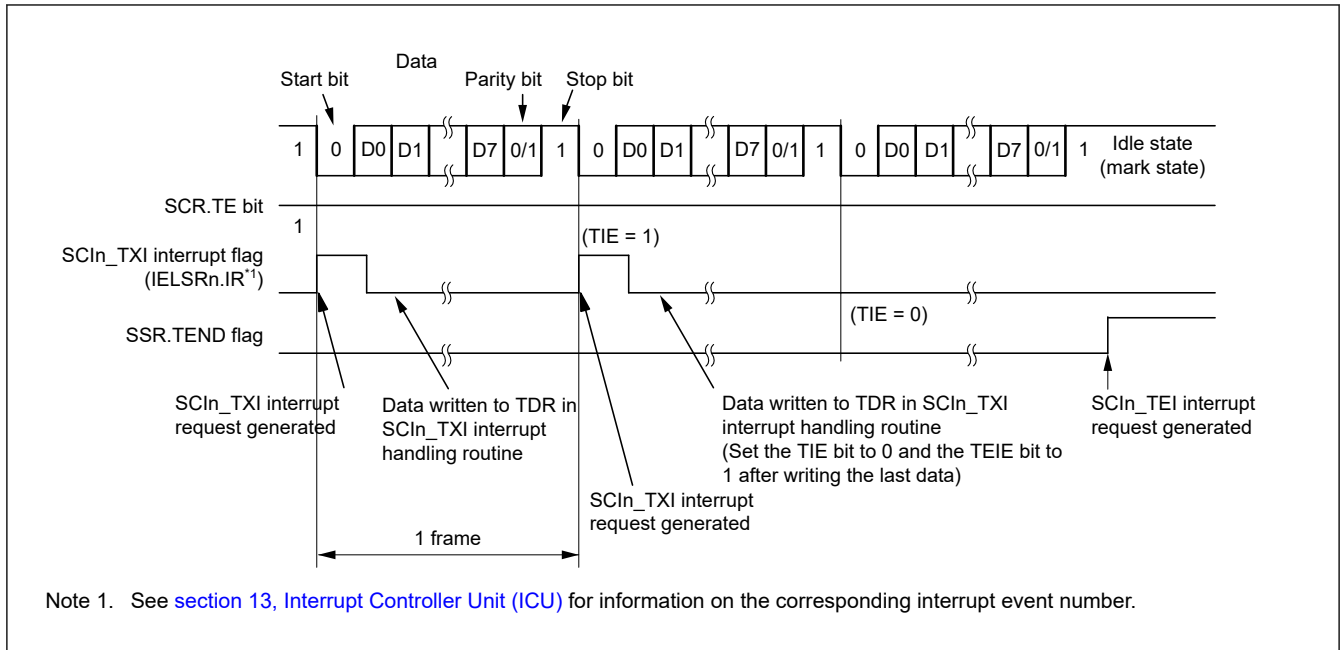 Data
Start bit
Parity bit
Stop bit
1 0 D0 D1 D7 0/1 1 0 D0 D1 D7 0/1 1 0 D0 D1 D7 0/1 1
Idle state
(mark state)
SCR.TE bit
1
SCIn_TXI interrupt flag
(IELSRn.IR*1)
(TIE = 1)
(TIE = 0)
SSR.TEND flag
SCIn_TXI interrupt
request generated
Data written to TDR in
SCIn_TXI interrupt
handling routine
Data written to TDR in SCIn_TXI
interrupt handling routine
(Set the TIE bit to 0 and the TEIE bit to
1 after writing the last data)
SCIn_TEI interrupt
request generated
SCIn_TXI interrupt
request generated
1 frame
Note 1. See section 13, Interrupt Controller Unit (ICU) for information on the corresponding interrupt event number.